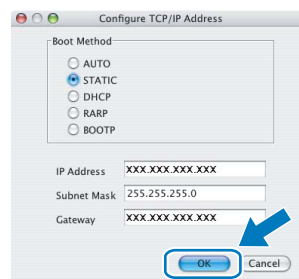 Configure TCP/IP Address
Boot Method
AUTO
STATIC
DHCP
RARP
BOOTP
IP Address XXX.XXX.XXX.XXX
Subnet Mask 255.255.255.0
Gateway XXX.XXX.XXX.XXX
OK Cancel